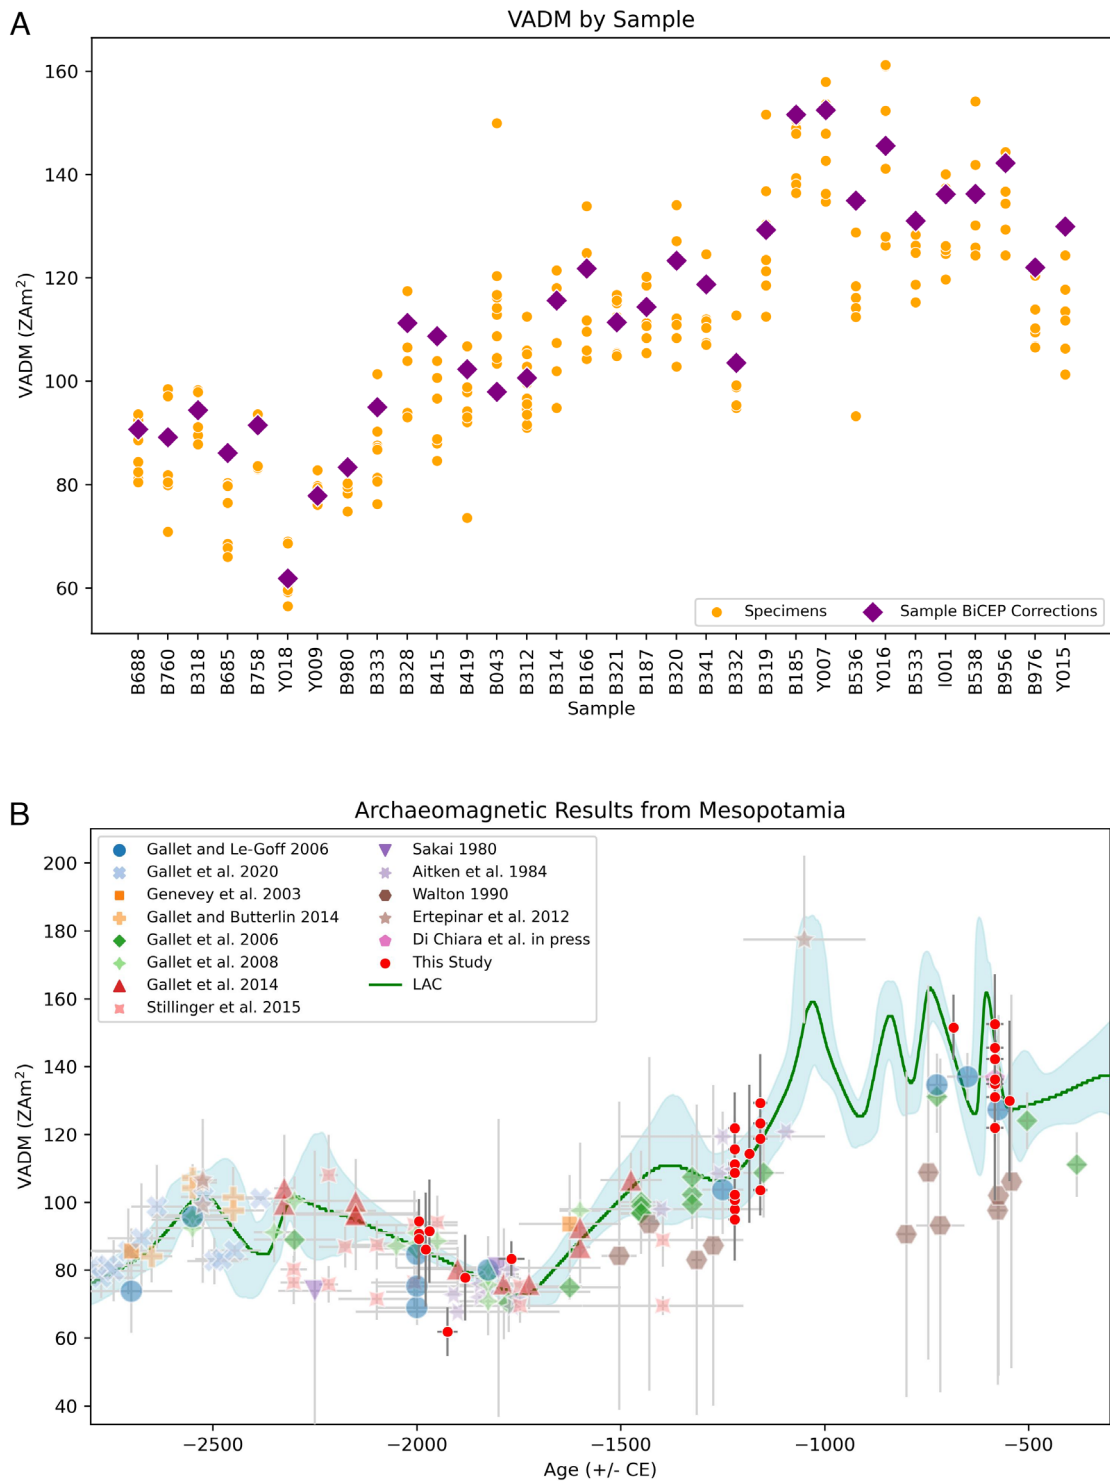 A
VADM by Sample
VADM (ZAm²)
160
140
120
100
80
60
Specimens
Sample BiCEP Corrections
B688
B760
B318
B685
B758
Y018
Y009
B980
B333
B328
B415
B419
B043
B312
B314
B166
B321
B187
B320
B341
B332
B319
B185
Y007
B536
Y016
B533
I001
B538
B956
B976
Y015
Sample
B
Archaeomagnetic Results from Mesopotamia
VADM (ZAm²)
200
180
160
140
120
100
80
60
40
Gallet and Le-Goff 2006
Gallet et al. 2020
Genevey et al. 2003
Gallet and Butterlin 2014
Gallet et al. 2006
Gallet et al. 2008
Gallet et al. 2014
Stillinger et al. 2015
Sakai 1980
Aitken et al. 1984
Walton 1990
Ertepinar et al. 2012
Di Chiara et al. in press
This Study
LAC
−2500
−2000
−1500
−1000
−500
Age (+/- CE)